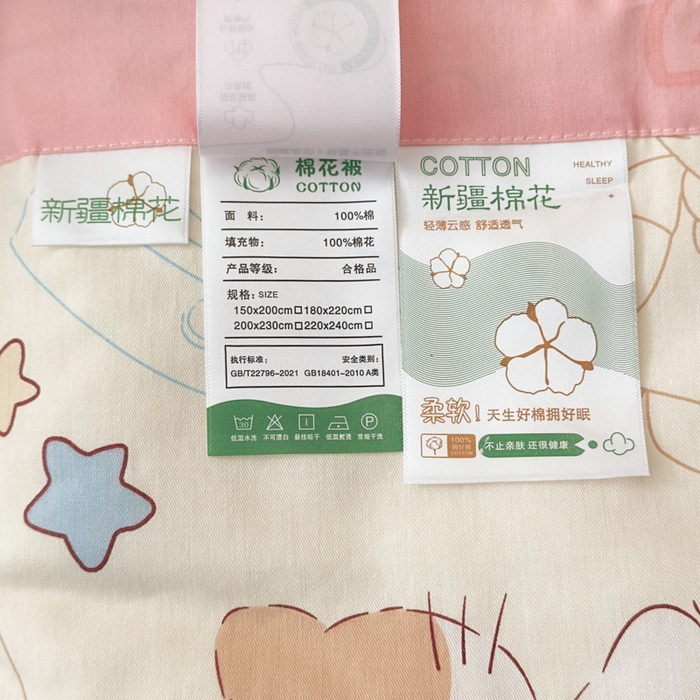 新疆棉花
棉花被
COTTON
面 料： 100%棉
填充物： 100%棉花
产品等级： 合格品
规格：SIZE
150x200cm□180x220cm□
200x230cm□220x240cm□
执行标准： 安全类别：
GB/T22796-2021 GB18401-2010 A类
30
P
低温水洗 不可漂白 悬挂晾干 低温熨烫 常规干洗
COTTON
HEALTHY
SLEEP
新疆棉花
轻薄云感 舒适透气
柔软！天生好棉拥好眠
100%
COTTON
不止亲肤 还很健康